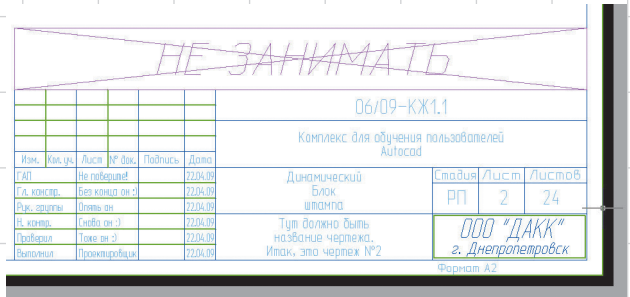 НЕ ЗАНИМАТЬ
06/09-КЖ1.1
Комплекс для обучения пользователей
Autocad
Изм. Кол. уч. Лист № док. Подпись Дата
ГАП Не поверите! 22.04.09
Гл. констр. Без конца он :) 22.04.09
Рук. группы Опять он 22.04.09
Н. контр. Снова он :) 22.04.09
Проверил Тоже он :) 22.04.09
Выполнил Проектировщик 22.04.09
Динамический
Блок
штампа
Стадия Лист Листов
РП 2 24
Тут должно быть
название чертежа.
Итак, это чертеж №2
ООО "ДАКК"
г. Днепропетровск
Формат А2